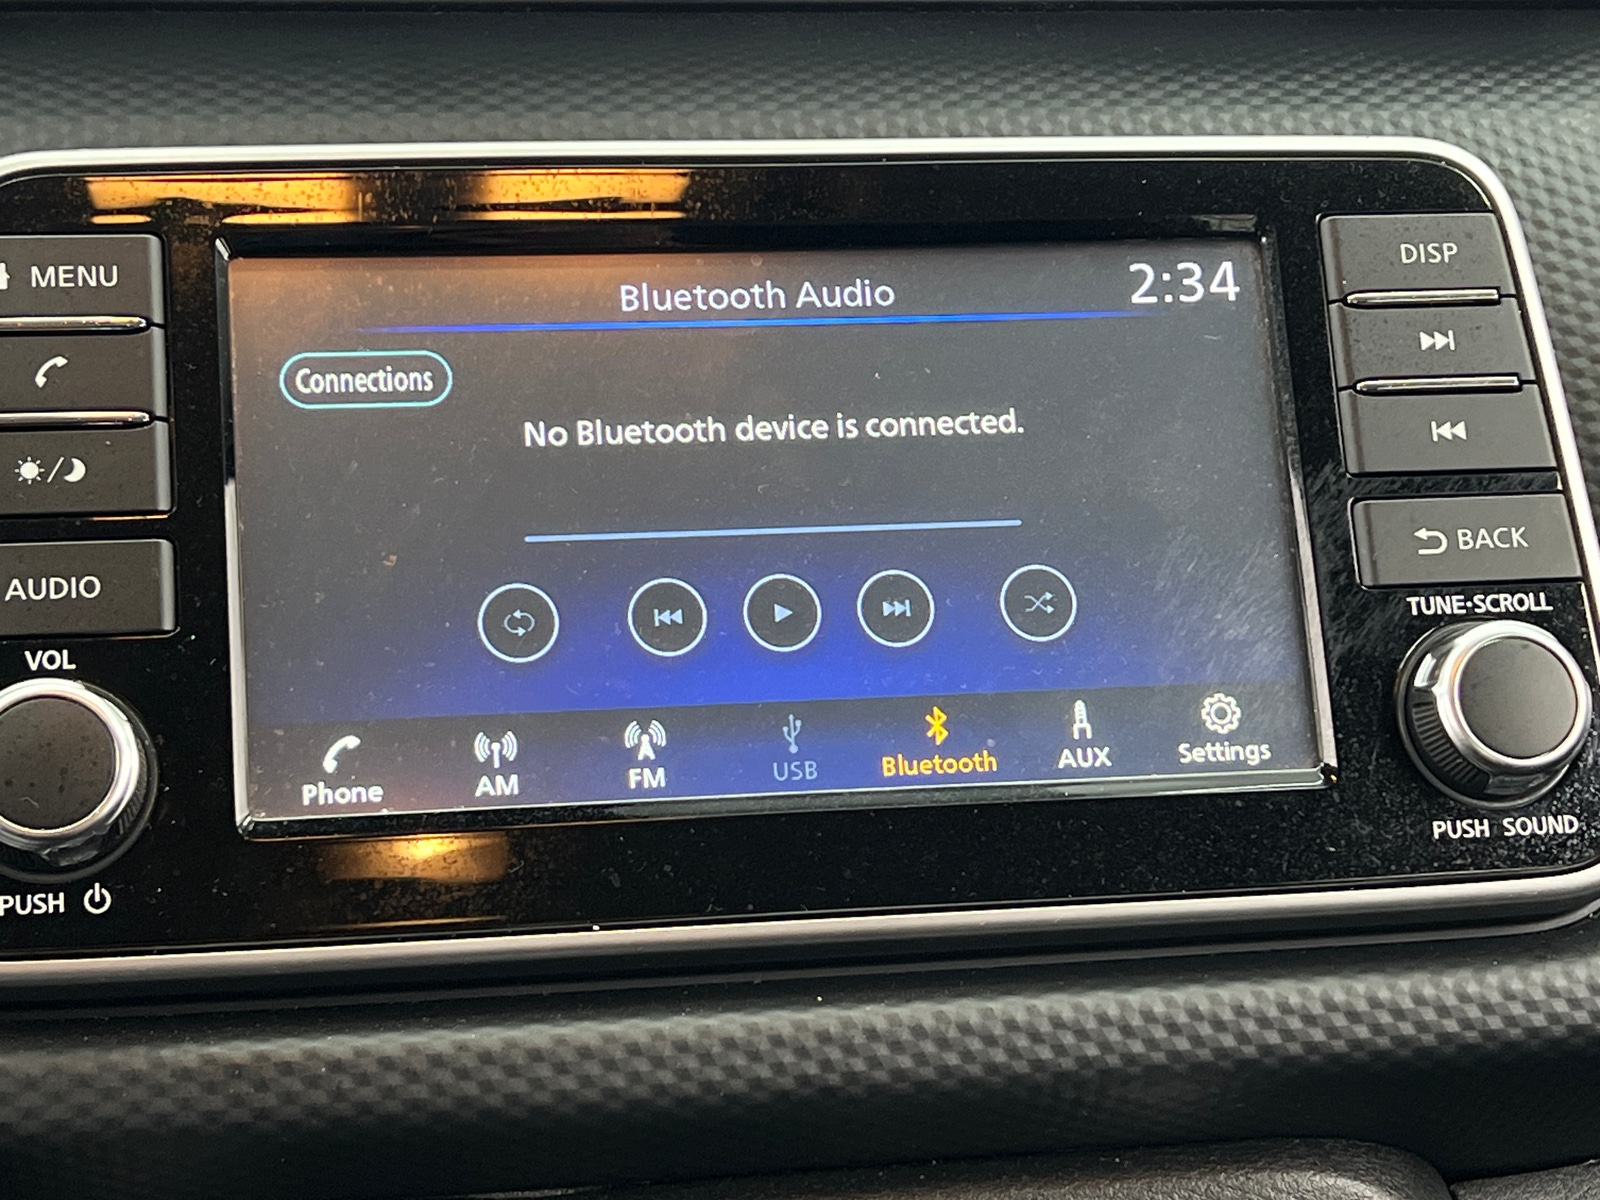 MENU
AUDIO
VOL
PUSH
Bluetooth Audio
2:34
Connections
No Bluetooth device is connected.
Phone
AM
FM
USB
Bluetooth
AUX
Settings
DISP
BACK
TUNE·SCROLL
PUSH SOUND